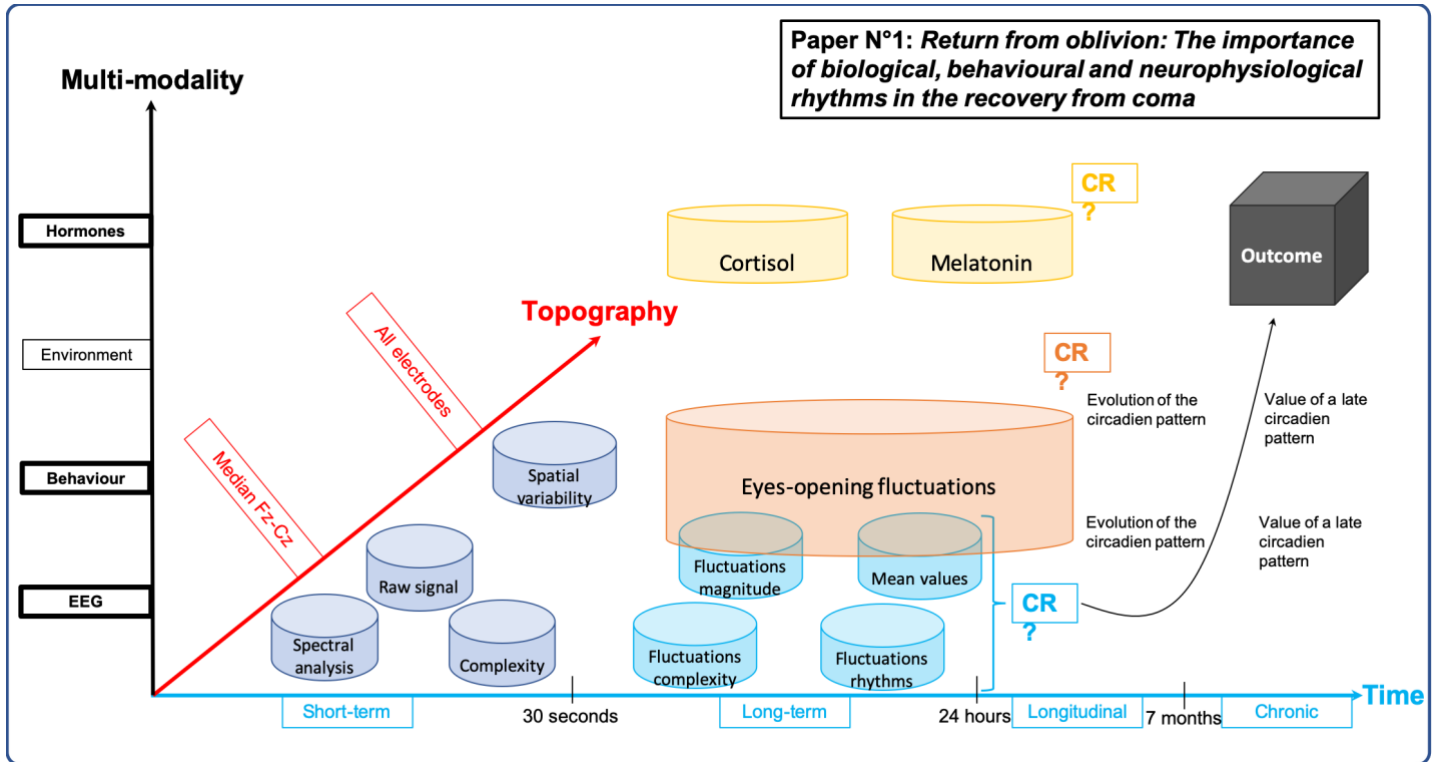 Paper N°1: Return from oblivion: The importance
of biological, behavioural and neurophysiological
rhythms in the recovery from coma
Multi-modality
Hormones
Environment
Behaviour
EEG
Topography
All electrodes
Median Fz-Cz
Cortisol
Melatonin
CR
?
Outcome
CR
?
Evolution of the
circadien pattern
Value of a late
circadien
pattern
Eyes-opening fluctuations
Spatial
variability
Raw signal
Spectral
analysis
Complexity
Fluctuations
magnitude
Mean values
Fluctuations
complexity
Fluctuations
rhythms
Evolution of the
circadien pattern
Value of a late
circadien
pattern
CR
?
Time
Short-term
30 seconds
Long-term
24 hours
Longitudinal
7 months
Chronic